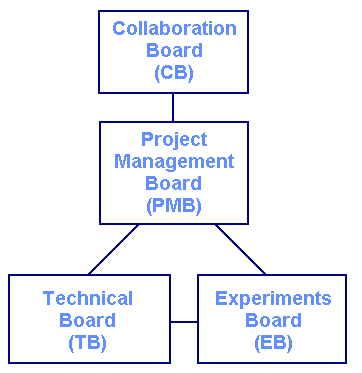 Collaboration
Board
(CB)
Project
Management
Board
(PMB)
Technical
Board
(TB)
Experiments
Board
(EB)